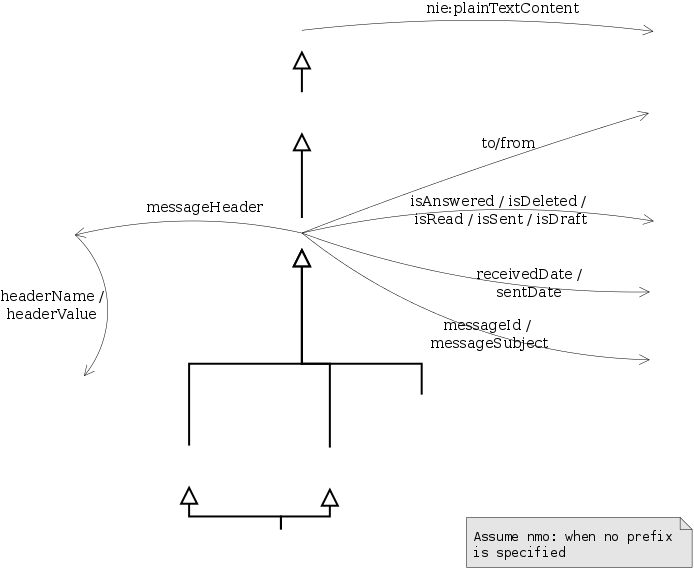 nie:plainTextContent
to/from
isAnswered / isDeleted /
isRead / isSent / isDraft
messageHeader
receivedDate /
sentDate
headerName /
headerValue
messageId /
messageSubject
Assume nmo: when no prefix
is specified